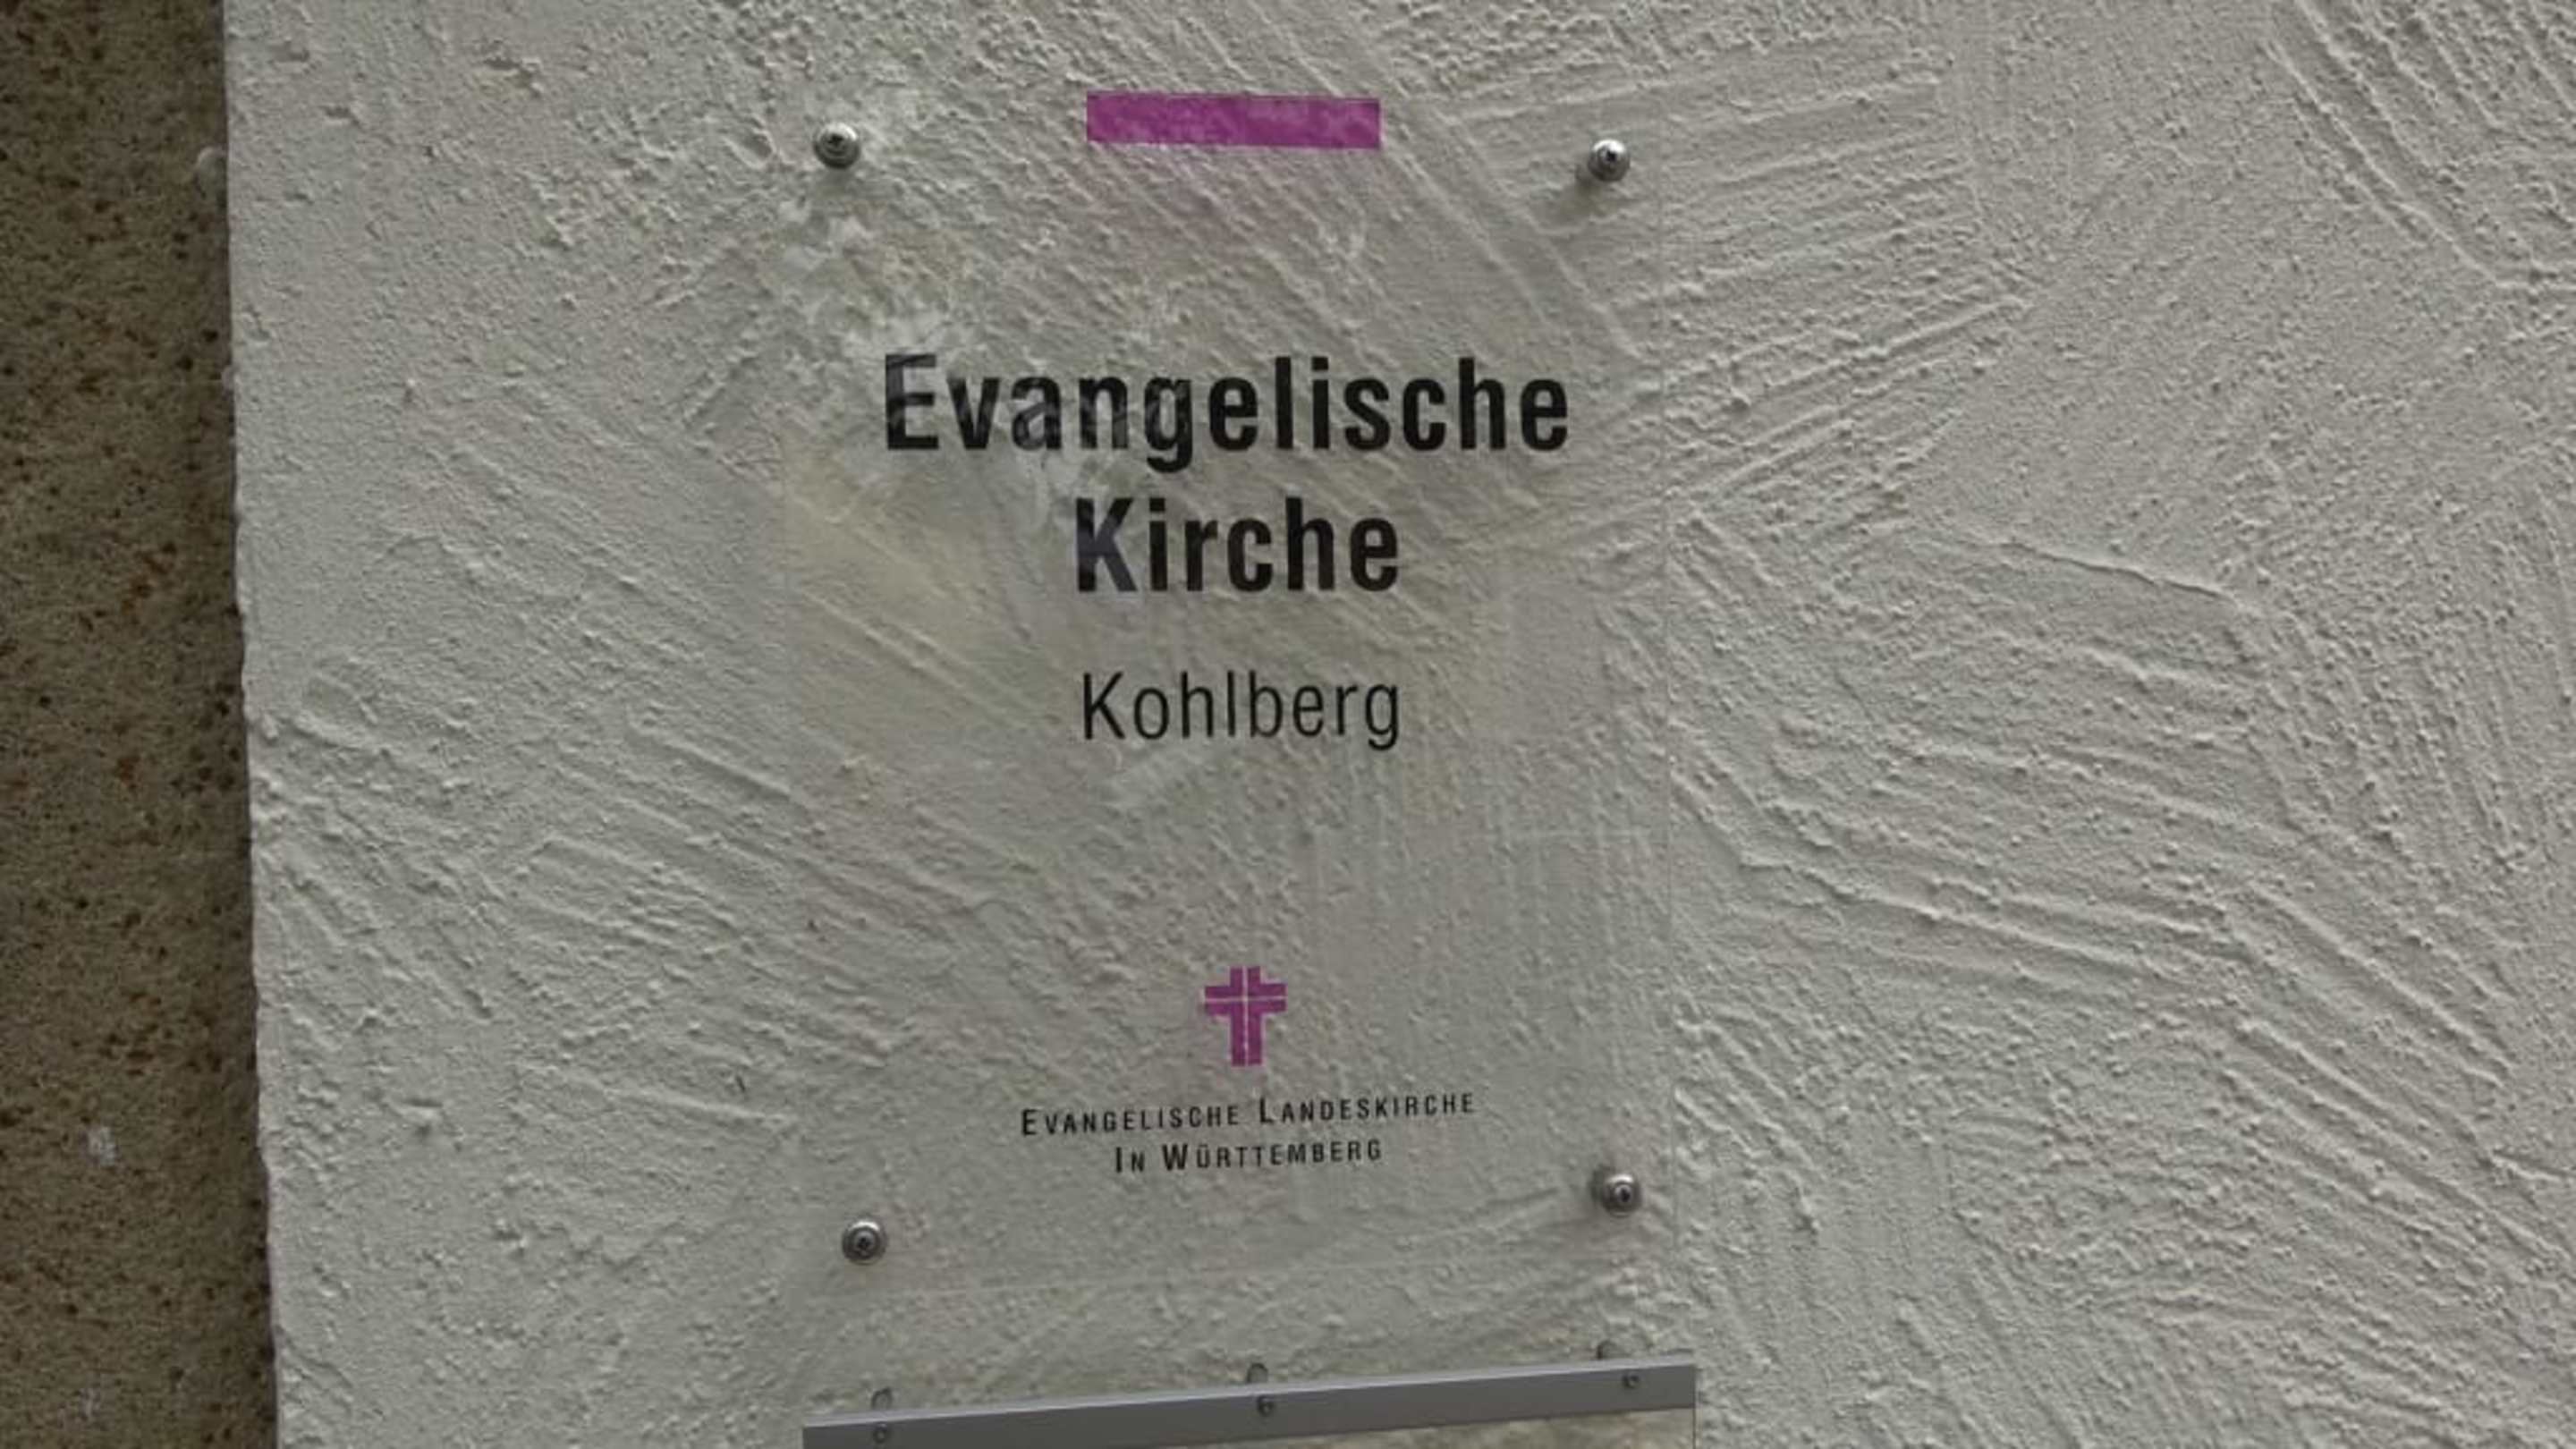 Evangelische
Kirche
Kohlberg
EVANGELISCHE LANDESKIRCHE
IN WÜRTTEMBERG